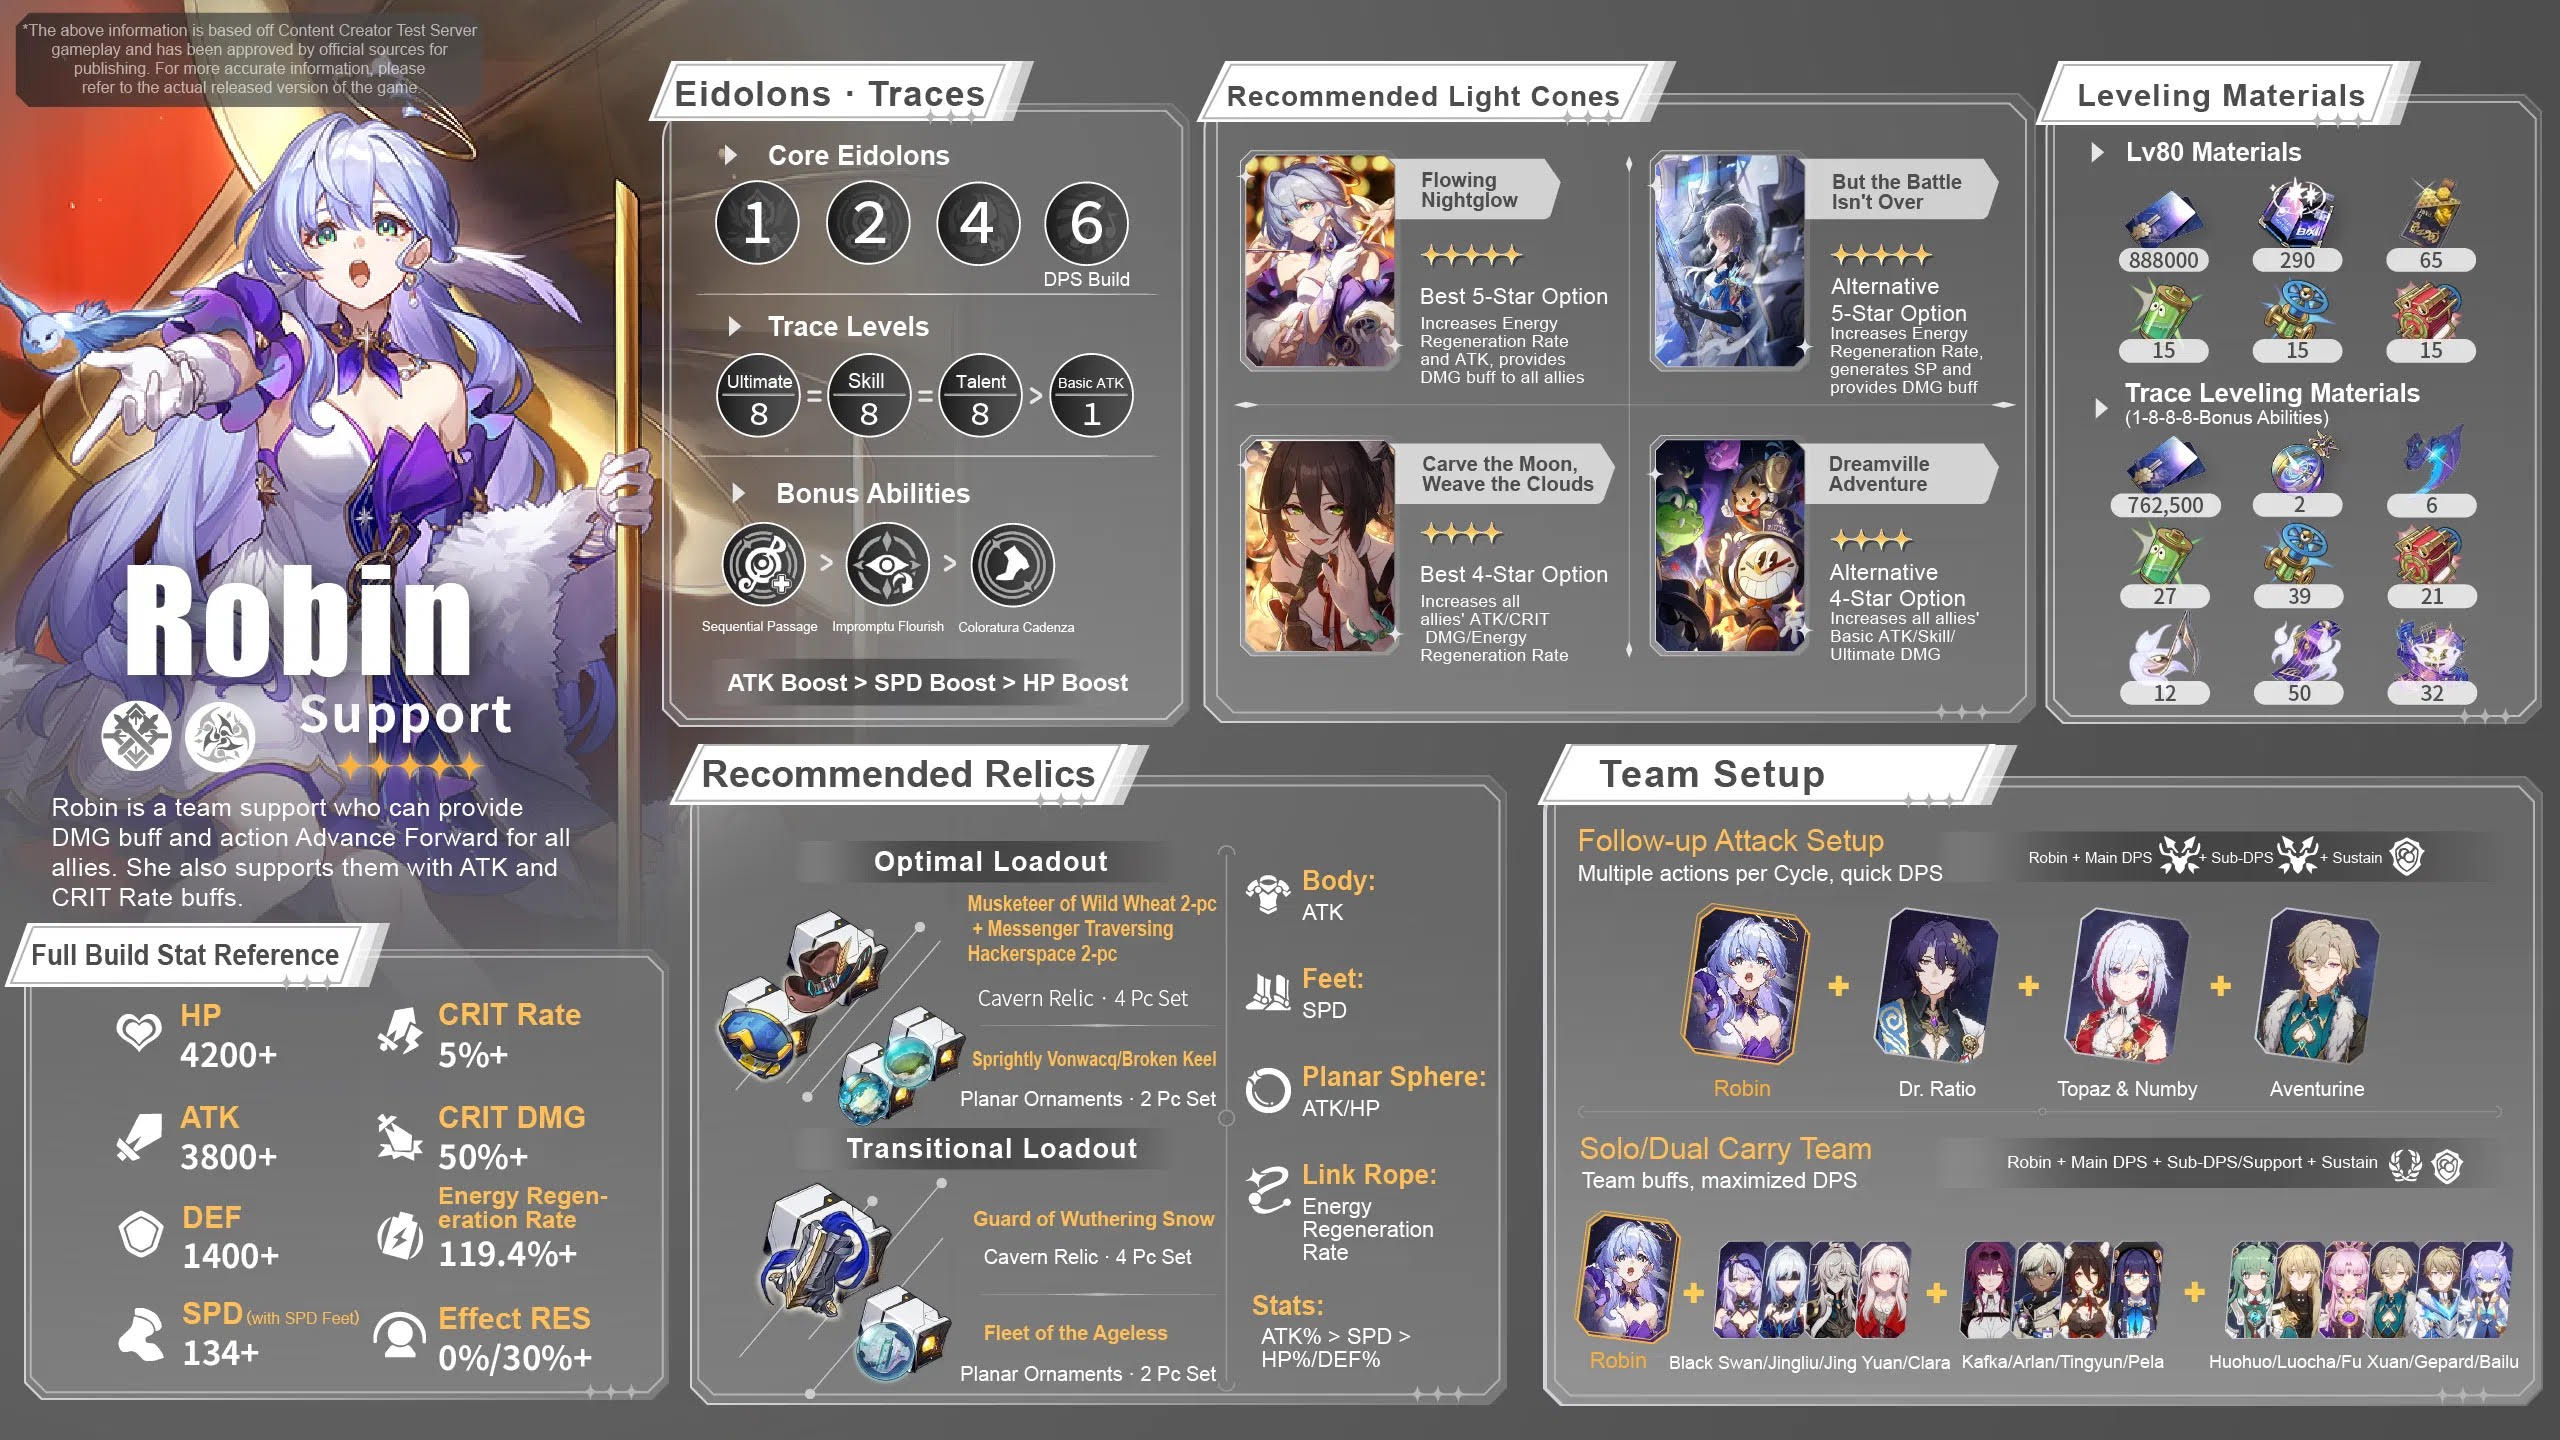 *The above information is based off Content Creator Test Server
gameplay and has been approved by official sources for
publishing. For more accurate information, please
refer to the actual released version of the game.
Robin
Support
Robin is a team support who can provide
DMG buff and action Advance Forward for all
allies. She also supports them with ATK and
CRIT Rate buffs.
Full Build Stat Reference
HP
4200+
CRIT Rate
5%+
ATK
3800+
CRIT DMG
50%+
DEF
1400+
Energy Regen-
eration Rate
119.4%+
SPD (with SPD Feet)
134+
Effect RES
0%/30%+
Eidolons · Traces
Core Eidolons
1 2 4 6
DPS Build
Trace Levels
Ultimate = Skill = Talent > Basic ATK
8 8 8 1
Bonus Abilities
> >
Sequential Passage Impromptu Flourish Coloratura Cadenza
ATK Boost > SPD Boost > HP Boost
Recommended Light Cones
Flowing
Nightglow
Best 5-Star Option
Increases Energy
Regeneration Rate
and ATK, provides
DMG buff to all allies
But the Battle
Isn't Over
Alternative
5-Star Option
Increases Energy
Regeneration Rate,
generates SP and
provides DMG buff
Carve the Moon,
Weave the Clouds
Best 4-Star Option
Increases all
allies' ATK/CRIT
DMG/Energy
Regeneration Rate
Dreamville
Adventure
Alternative
4-Star Option
Increases all allies'
Basic ATK/Skill/
Ultimate DMG
Leveling Materials
Lv80 Materials
888000 290 65
15 15 15
Trace Leveling Materials
(1-8-8-8-Bonus Abilities)
762,500 2 6
27 39 21
12 50 32
Recommended Relics
Optimal Loadout
Musketeer of Wild Wheat 2-pc
+ Messenger Traversing
Hackerspace 2-pc
Cavern Relic · 4 Pc Set
Sprightly Vonwacq/Broken Keel
Planar Ornaments · 2 Pc Set
Transitional Loadout
Guard of Wuthering Snow
Cavern Relic · 4 Pc Set
Fleet of the Ageless
Planar Ornaments · 2 Pc Set
Body:
ATK
Feet:
SPD
Planar Sphere:
ATK/HP
Link Rope:
Energy
Regeneration
Rate
Stats:
ATK% > SPD >
HP%/DEF%
Team Setup
Follow-up Attack Setup
Multiple actions per Cycle, quick DPS
Robin + Main DPS + Sub-DPS + Sustain
Robin + Dr. Ratio + Topaz & Numby + Aventurine
Solo/Dual Carry Team
Team buffs, maximized DPS
Robin + Main DPS + Sub-DPS/Support + Sustain
+ + +
Robin Black Swan/Jingliu/Jing Yuan/Clara Kafka/Arlan/Tingyun/Pela Huohuo/Luocha/Fu Xuan/Gepard/Bailu